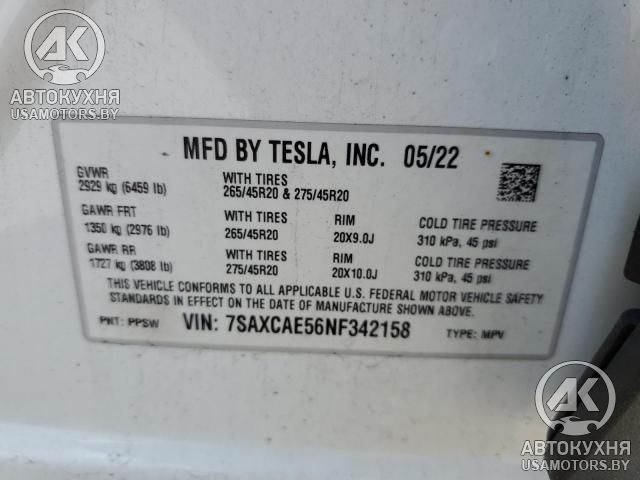 AK
АВТОКУХНЯ
USAMOTORS.BY
MFD BY TESLA, INC. 05/22
GVWR
2929 kg (6459 lb)
WITH TIRES
265/45R20 & 275/45R20
GAWR FRT
1350 kg (2976 lb)
WITH TIRES
265/45R20
RIM
20X9.0J
COLD TIRE PRESSURE
310 kPa, 45 psi
GAWR RR
1727 kg (3808 lb)
WITH TIRES
275/45R20
RIM
20X10.0J
COLD TIRE PRESSURE
310 kPa, 45 psi
THIS VEHICLE CONFORMS TO ALL APPLICABLE U.S. FEDERAL MOTOR VEHICLE SAFETY
STANDARDS IN EFFECT ON THE DATE OF MANUFACTURE SHOWN ABOVE.
PNT: PPSW VIN: 7SAXCAE56NF342158 TYPE: MPV
AK
АВТОКУХНЯ
USAMOTORS.BY